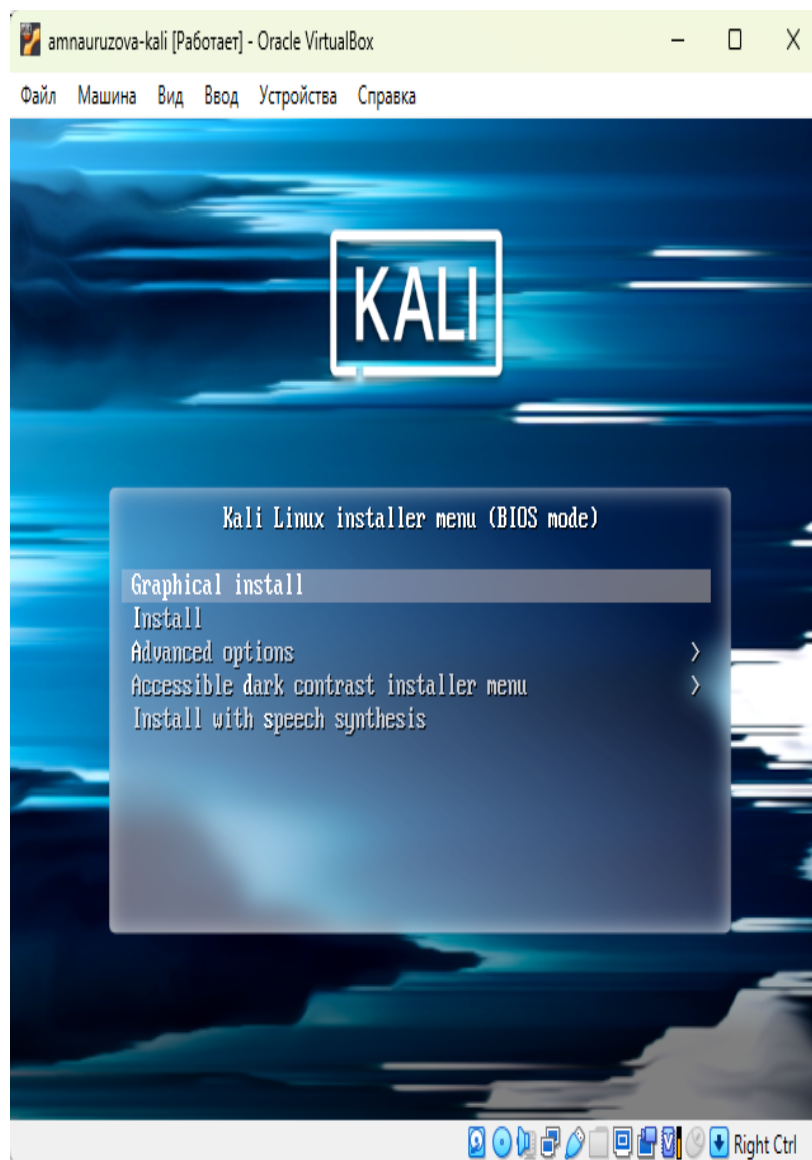 amnauruzova-kali [Работает] - Oracle VirtualBox
Файл Машина Вид Ввод Устройства Справка
KALI
Kali Linux installer menu (BIOS mode)
Graphical install
Install
Advanced options >
Accessible dark contrast installer menu >
Install with speech synthesis
Right Ctrl